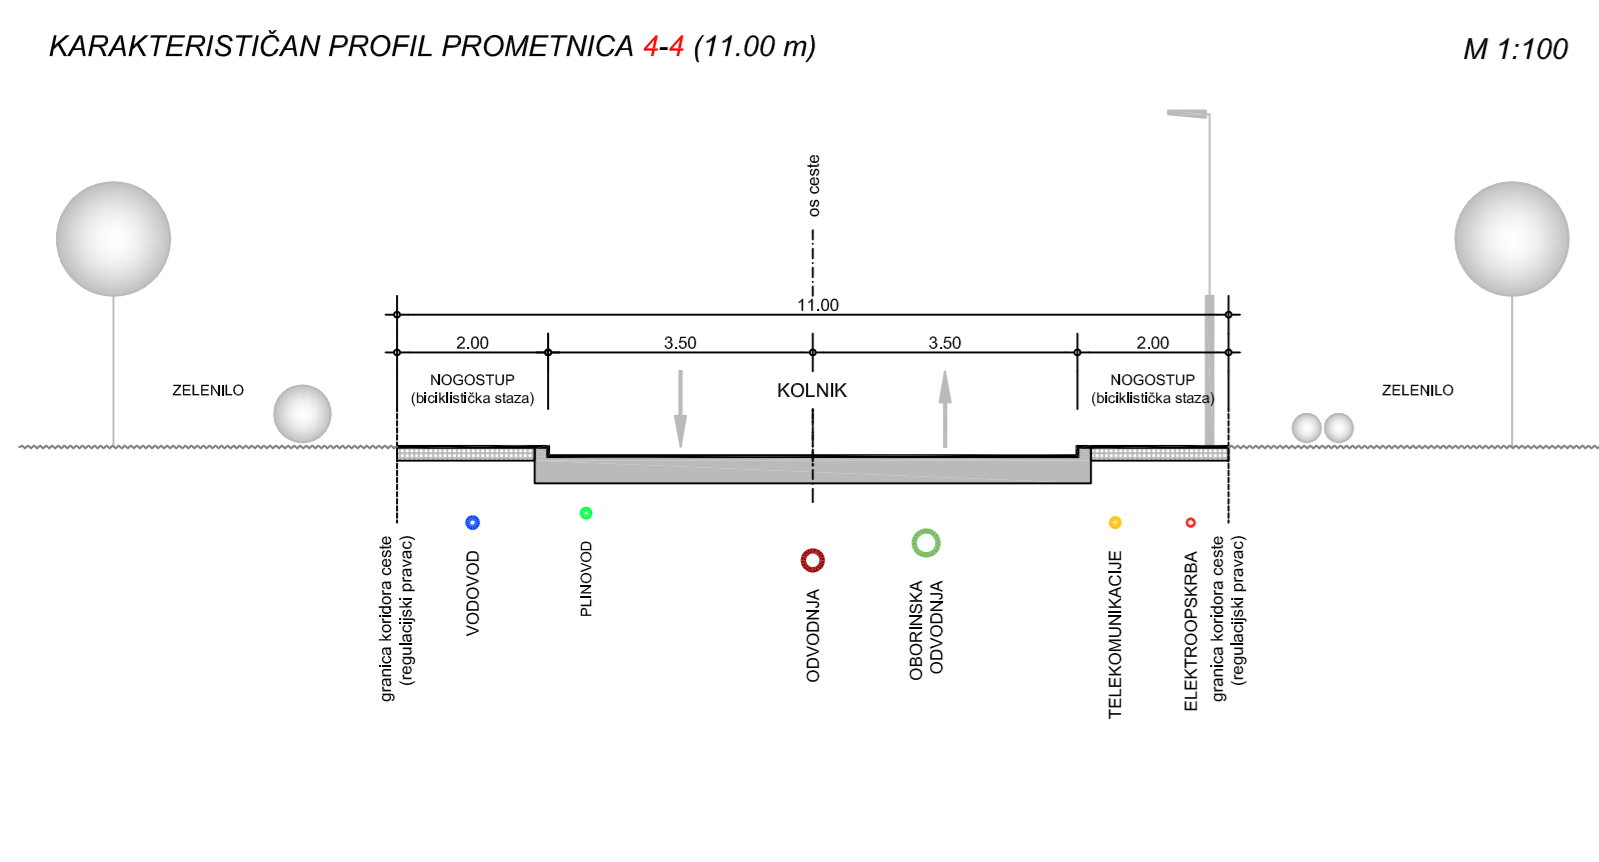 KARAKTERISTIČAN PROFIL PROMETNICA 4-4 (11.00 m)
M 1:100
os ceste
11.00
2.00
3.50
3.50
2.00
ZELENILO
NOGOSTUP
(biciklistička staza)
KOLNIK
NOGOSTUP
(biciklistička staza)
ZELENILO
granica koridora ceste
(regulacijski pravac)
VODOVOD
PLINOVOD
ODVODNJA
OBORINSKA
ODVODNJA
TELEKOMUNIKACIJE
ELEKTROOPSKRBA
granica koridora ceste
(regulacijski pravac)